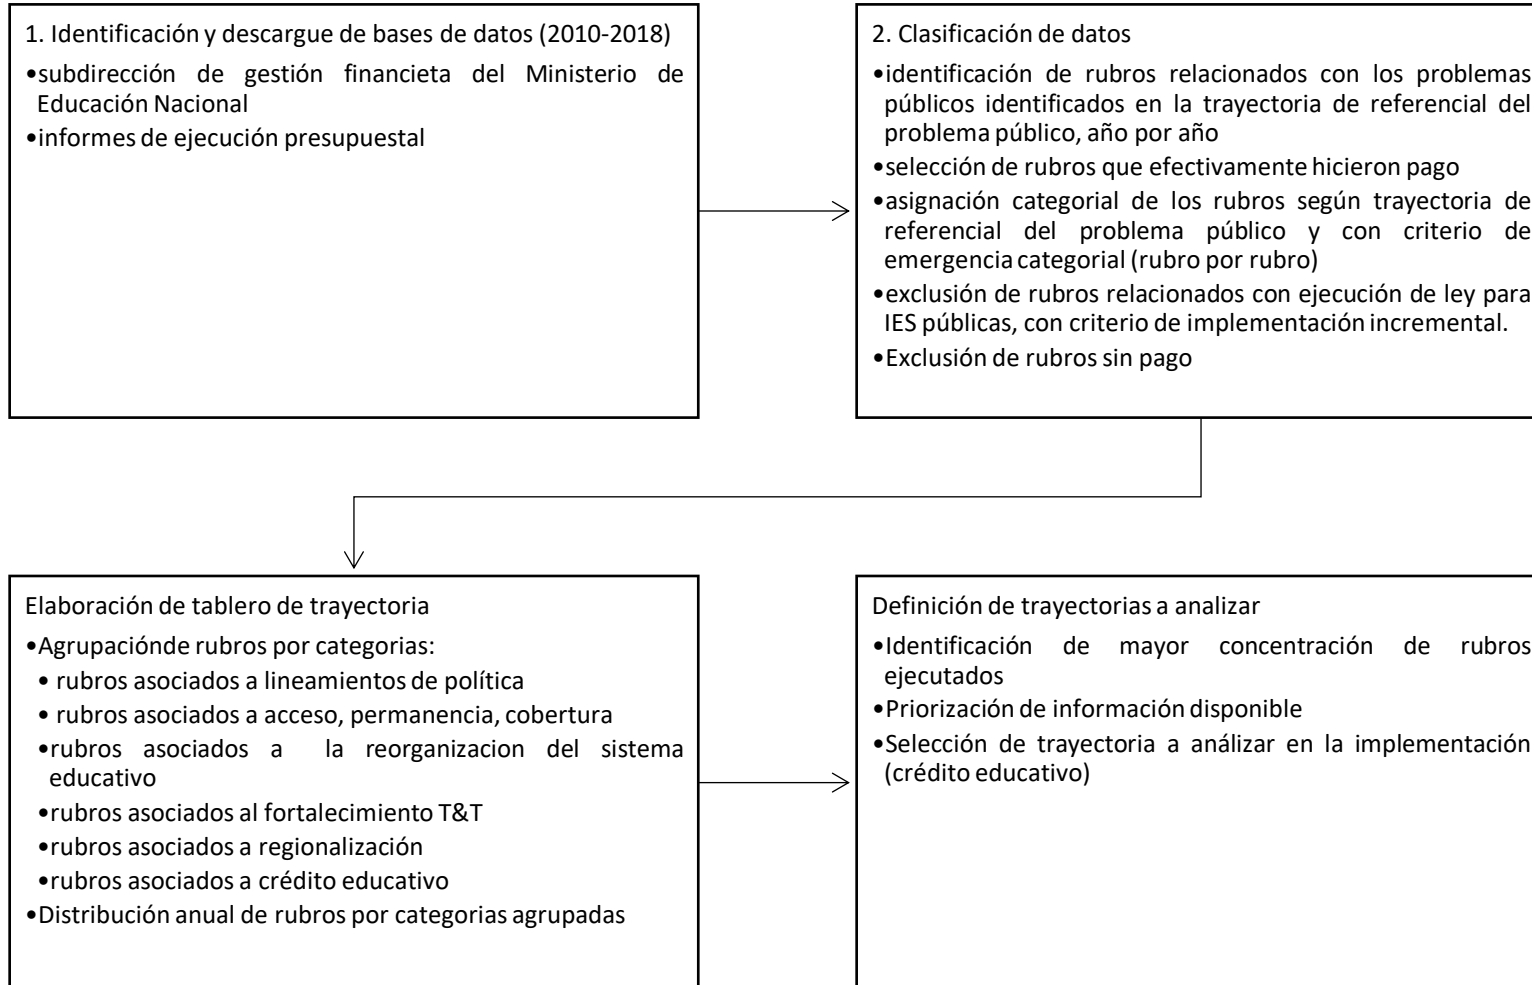 1. Identificación y descargue de bases de datos (2010-2018)
•subdirección de gestión financieta del Ministerio de
Educación Nacional
•informes de ejecución presupuestal
2. Clasificación de datos
•identificación de rubros relacionados con los problemas
públicos identificados en la trayectoria de referencial del
problema público, año por año
•selección de rubros que efectivamente hicieron pago
•asignación categorial de los rubros según trayectoria de
referencial del problema público y con criterio de
emergencia categorial (rubro por rubro)
•exclusión de rubros relacionados con ejecución de ley para
IES públicas, con criterio de implementación incremental.
•Exclusión de rubros sin pago
Elaboración de tablero de trayectoria
•Agrupaciónde rubros por categorias:
• rubros asociados a lineamientos de política
• rubros asociados a acceso, permanencia, cobertura
•rubros asociados a la reorganizacion del sistema
educativo
•rubros asociados al fortalecimiento T&T
•rubros asociados a regionalización
•rubros asociados a crédito educativo
•Distribución anual de rubros por categorias agrupadas
Definición de trayectorias a analizar
•Identificación de mayor concentración de rubros
ejecutados
•Priorización de información disponible
•Selección de trayectoria a análizar en la implementación
(crédito educativo)